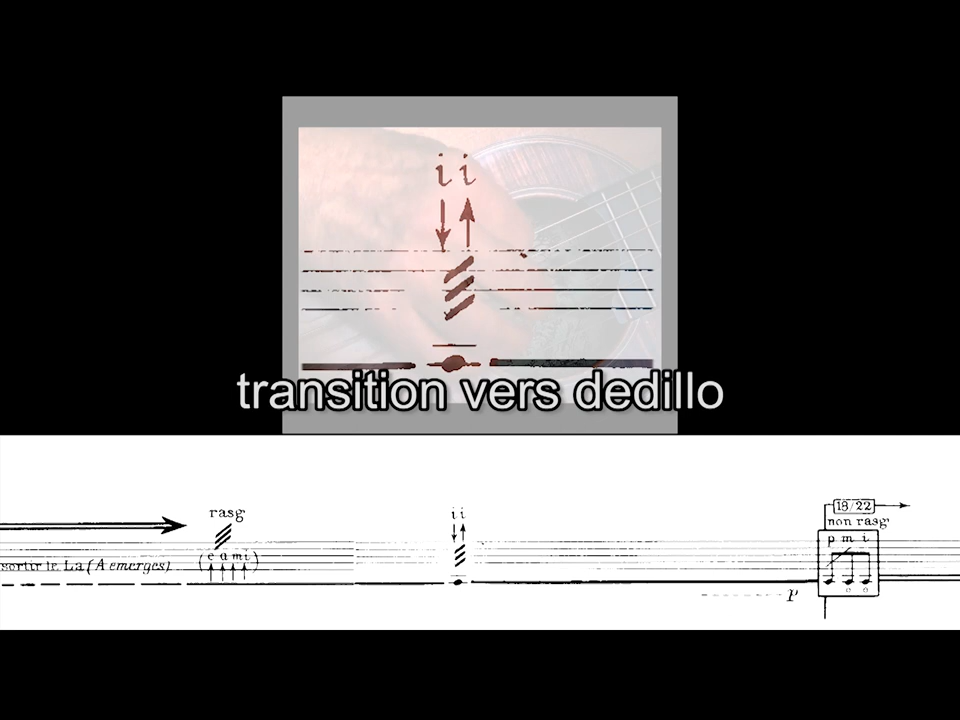 i i
transition vers dedillo
rasg
i i
18/22
non rasg
p m i
sortir le La (A emerges)
( e a m i )
p